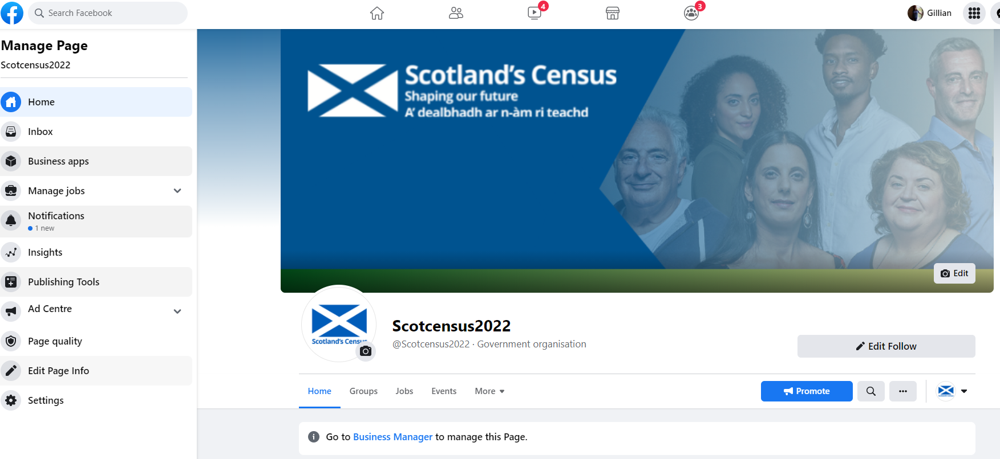 Search Facebook
4
3
Gillian
Manage Page
Scotcensus2022
Home
Inbox
Business apps
Manage jobs
Notifications
1 new
Insights
Publishing Tools
Ad Centre
Page quality
Edit Page Info
Settings
Scotland's Census
Shaping our future
A' dealbhadh ar n-àm ri teachd
Edit
Scotland's Census
Scotcensus2022
@Scotcensus2022 · Government organisation
Edit Follow
Home Groups Jobs Events More
Promote
Go to Business Manager to manage this Page.